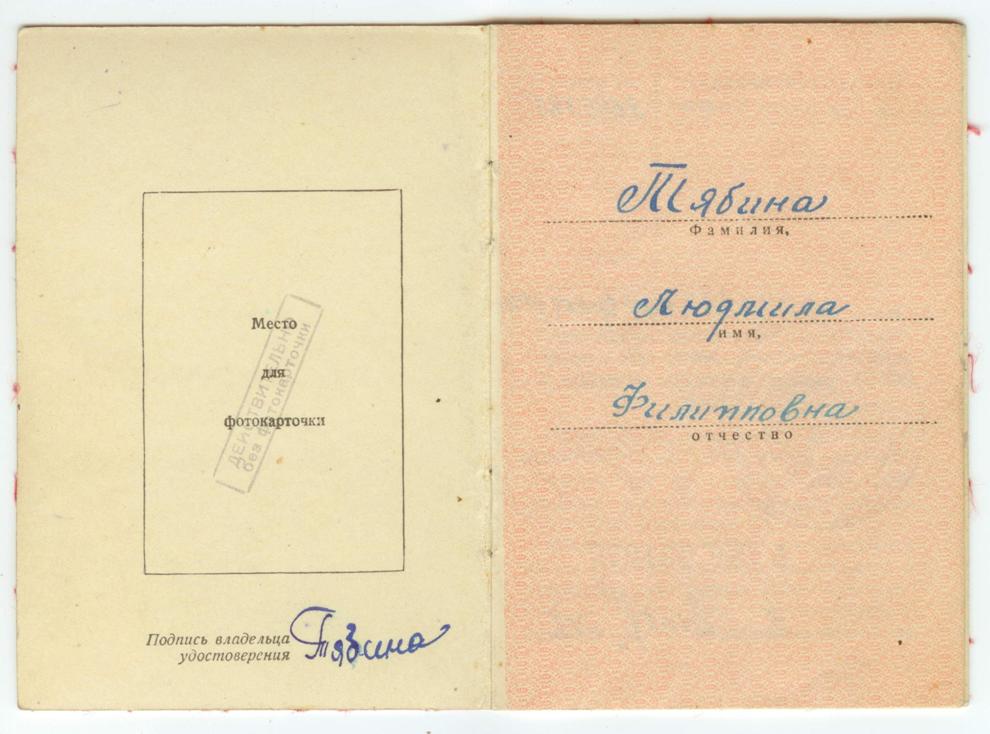 Место
для
фотокарточки
ДЕЙСТВИТЕЛЬНО
без фотокарточки
Подпись владельца
удостоверения
Тябина
Тябина
Фамилия,
Людмила
имя,
Филипповна
отчество